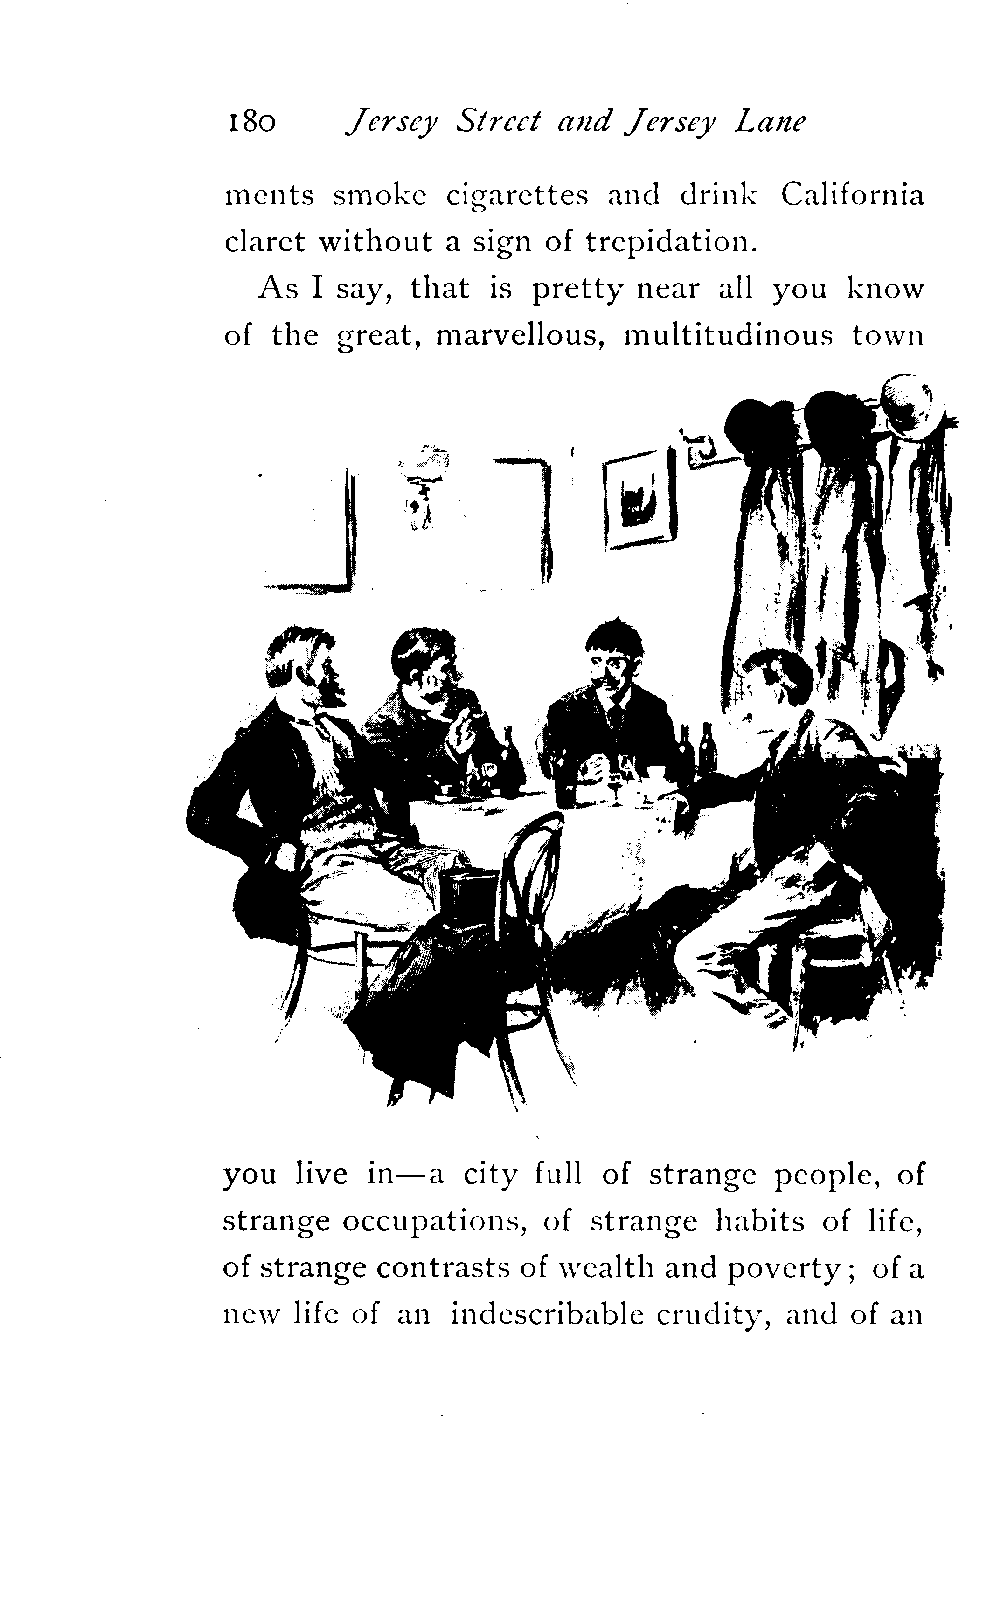 180 Jersey Street and Jersey Lane
ments smoke cigarettes and drink California
claret without a sign of trepidation.
As I say, that is pretty near all you know
of the great, marvellous, multitudinous town
you live in—a city full of strange people, of
strange occupations, of strange habits of life,
of strange contrasts of wealth and poverty; of a
new life of an indescribable crudity, and of an